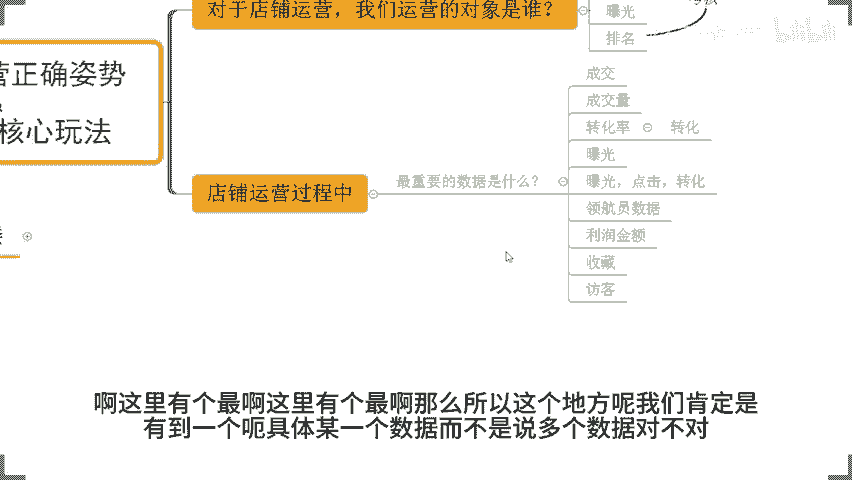 对于店铺运营，我们运营的对象是谁？
曝光
排名
营正确姿势
核心玩法
成交
成交量
转化率
转化
曝光
店铺运营过程中
最重要的数据是什么？
曝光，点击，转化
领航员数据
利润金额
收藏
访客
啊这里有个最啊这里有个最啊那么所以这个地方呢我们肯定是
有到一个呃具体某一个数据而不是说多个数据对不对